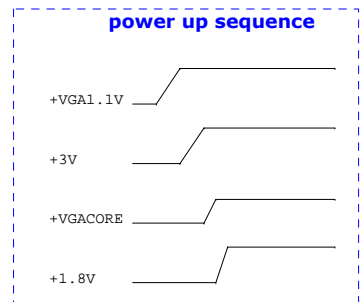 power up sequence
+VGA1.1V
+3V
+VGACORE
+1.8V